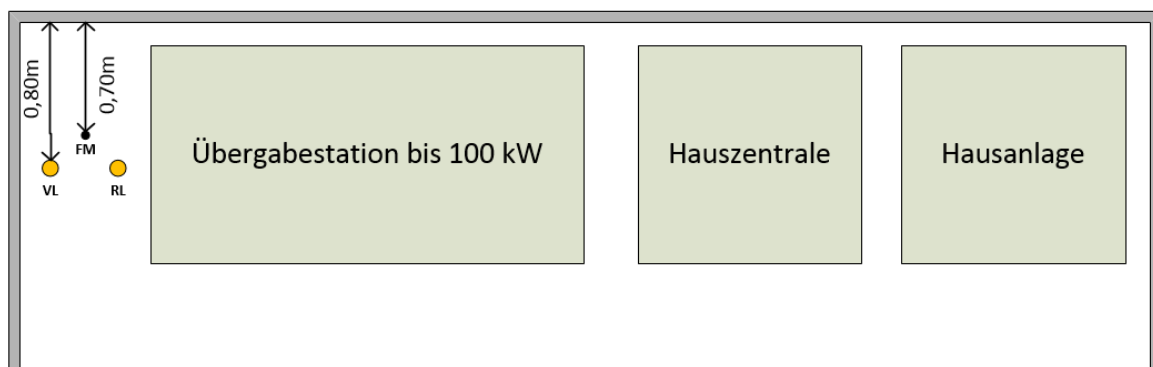 0,80m
0,70m
FM
VL
RL
Übergabestation bis 100 kW
Hauszentrale
Hausanlage